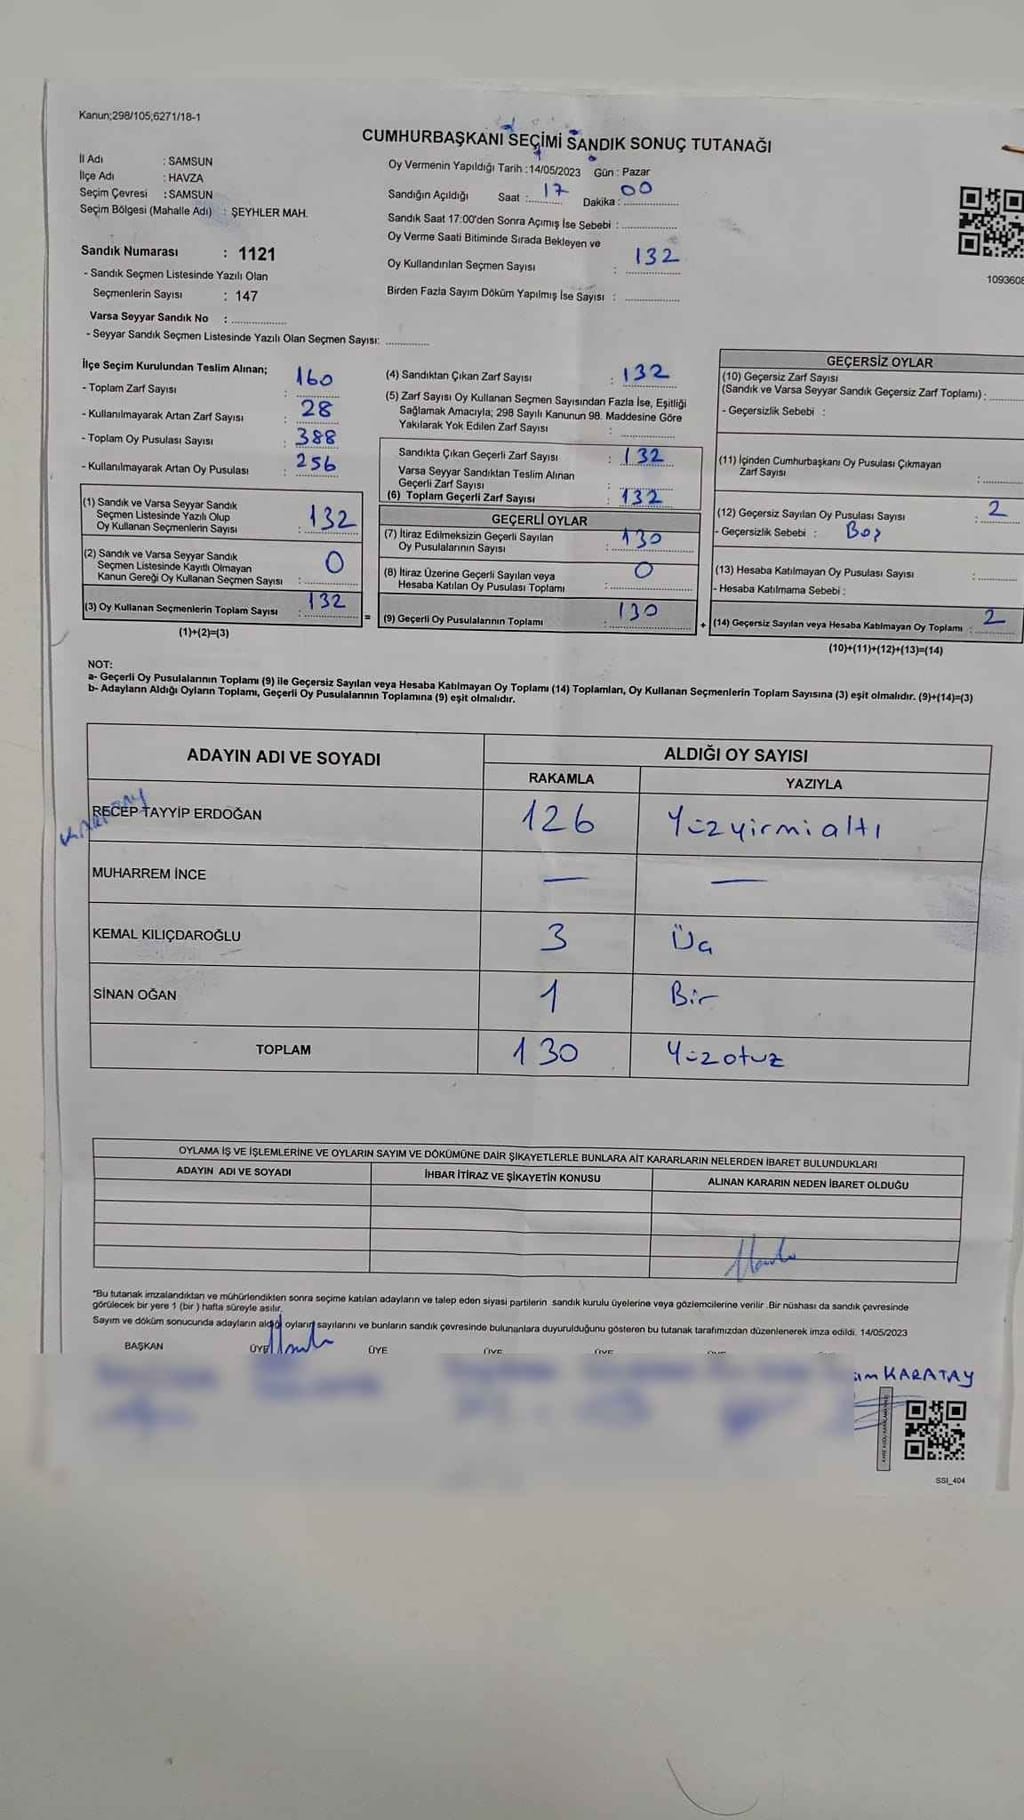 Kanun;298/105;6271/18-1
CUMHURBAŞKANI SEÇİMİ SANDIK SONUÇ TUTANAĞI
İl Adı : SAMSUN
İlçe Adı : HAVZA
Seçim Çevresi : SAMSUN
Seçim Bölgesi (Mahalle Adı) : ŞEYHLER MAH.
Oy Vermenin Yapıldığı Tarih : 14/05/2023 Gün : Pazar
Sandığın Açıldığı Saat : 17 Dakika : 00
Sandık Saat 17:00'den Sonra Açımış İse Sebebi :
Oy Verme Saati Bitiminde Sırada Bekleyen ve
Oy Kullandırılan Seçmen Sayısı : 132
Birden Fazla Sayım Döküm Yapılmış İse Sayısı :
1093608
Sandık Numarası : 1121
- Sandık Seçmen Listesinde Yazılı Olan
Seçmenlerin Sayısı : 147
Varsa Seyyar Sandık No :
- Seyyar Sandık Seçmen Listesinde Yazılı Olan Seçmen Sayısı:
İlçe Seçim Kurulundan Teslim Alınan;
- Toplam Zarf Sayısı : 160
- Kullanılmayarak Artan Zarf Sayısı : 28
- Toplam Oy Pusulası Sayısı : 388
- Kullanılmayarak Artan Oy Pusulası : 256
(1) Sandık ve Varsa Seyyar Sandık
Seçmen Listesinde Yazılı Olup
Oy Kullanan Seçmenlerin Sayısı : 132
(2) Sandık ve Varsa Seyyar Sandık
Seçmen Listesinde Kayıtlı Olmayan
Kanun Gereği Oy Kullanan Seçmen Sayısı : 0
(3) Oy Kullanan Seçmenlerin Toplam Sayısı : 132
(1)+(2)=(3)
=
(4) Sandıktan Çıkan Zarf Sayısı : 132
(5) Zarf Sayısı Oy Kullanan Seçmen Sayısından Fazla İse, Eşitliği
Sağlamak Amacıyla; 298 Sayılı Kanunun 98. Maddesine Göre
Yakılarak Yok Edilen Zarf Sayısı :
Sandıkta Çıkan Geçerli Zarf Sayısı : 132
Varsa Seyyar Sandıktan Teslim Alınan
Geçerli Zarf Sayısı :
(6) Toplam Geçerli Zarf Sayısı : 132
GEÇERLİ OYLAR
(7) İtiraz Edilmeksizin Geçerli Sayılan
Oy Pusulalarının Sayısı : 130
(8) İtiraz Üzerine Geçerli Sayılan veya
Hesaba Katılan Oy Pusulası Toplamı : 0
(9) Geçerli Oy Pusulalarının Toplamı : 130
+
GEÇERSİZ OYLAR
(10) Geçersiz Zarf Sayısı
(Sandık ve Varsa Seyyar Sandık Geçersiz Zarf Toplamı) :
- Geçersizlik Sebebi :
(11) İçinden Cumhurbaşkanı Oy Pusulası Çıkmayan
Zarf Sayısı :
(12) Geçersiz Sayılan Oy Pusulası Sayısı : 2
- Geçersizlik Sebebi : Boş
(13) Hesaba Katılmayan Oy Pusulası Sayısı :
- Hesaba Katılmama Sebebi :
(14) Geçersiz Sayılan veya Hesaba Katılmayan Oy Toplamı : 2
(10)+(11)+(12)+(13)=(14)
NOT:
a- Geçerli Oy Pusulalarının Toplamı (9) ile Geçersiz Sayılan veya Hesaba Katılmayan Oy Toplamı (14) Toplamları, Oy Kullanan Seçmenlerin Toplam Sayısına (3) eşit olmalıdır. (9)+(14)=(3)
b- Adayların Aldığı Oyların Toplamı, Geçerli Oy Pusulalarının Toplamına (9) eşit olmalıdır.
ADAYIN ADI VE SOYADI ALDIĞI OY SAYISI
RAKAMLA YAZIYLA
RECEP TAYYİP ERDOĞAN 126 Yüzyirmialtı
MUHARREM İNCE — —
KEMAL KILIÇDAROĞLU 3 Üç
SİNAN OĞAN 1 Bir
TOPLAM 130 Yüzotuz
OYLAMA İŞ VE İŞLEMLERİNE VE OYLARIN SAYIM VE DÖKÜMÜNE DAİR ŞİKAYETLERLE BUNLARA AİT KARARLARIN NELERDEN İBARET BULUNDUKLARI
ADAYIN ADI VE SOYADI İHBAR İTİRAZ VE ŞİKAYETİN KONUSU ALINAN KARARIN NEDEN İBARET OLDUĞU
"Bu tutanak imzalandıktan ve mühürlendikten sonra seçime katılan adayların ve talep eden siyasi partilerin sandık kurulu üyelerine veya gözlemcilerine verilir .Bir nüshası da sandık çevresinde
görülecek bir yere 1 (bir ) hafta süreyle asılır.
Sayım ve döküm sonucunda adayların aldığı oyların sayılarını ve bunların sandık çevresinde bulunanlara duyurulduğunu gösteren bu tutanak tarafımızdan düzenlenerek imza edildi. 14/05/2023
BAŞKAN ÜYE ÜYE ÜYE ÜYE
KARATAY
SSI_404